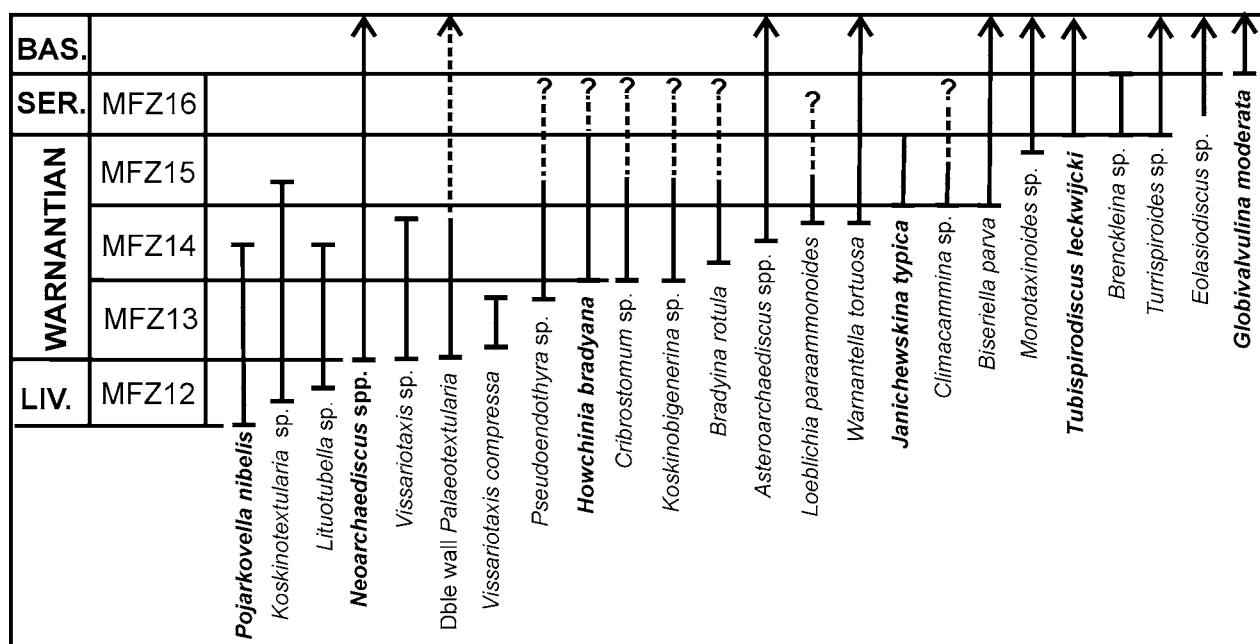 BAS.
SER.
MFZ16
? ? ? ? ? ? ?
WARNANTIAN
MFZ15
MFZ14
MFZ13
LIV.
MFZ12
Pojarkovella nibelis
Koskinotextularia sp.
Lituotubella sp.
Neoarchaediscus spp.
Vissariotaxis sp.
Dble wall Palaeotextularia
Vissariotaxis compressa
Pseudoendothyra sp.
Howchinia bradyana
Cribrostomum sp.
Koskinobigenerina sp.
Bradyina rotula
Asteroarchaediscus spp.
Loeblichia paraammonoides
Warnantella tortuosa
Janichewskina typica
Climacammina sp.
Biseriella parva
Monotaxinoides sp.
Tubispirodiscus leckwijcki
Brenckleina sp.
Turrispiroides sp.
Eolasiodiscus sp.
Globivalvulina moderata